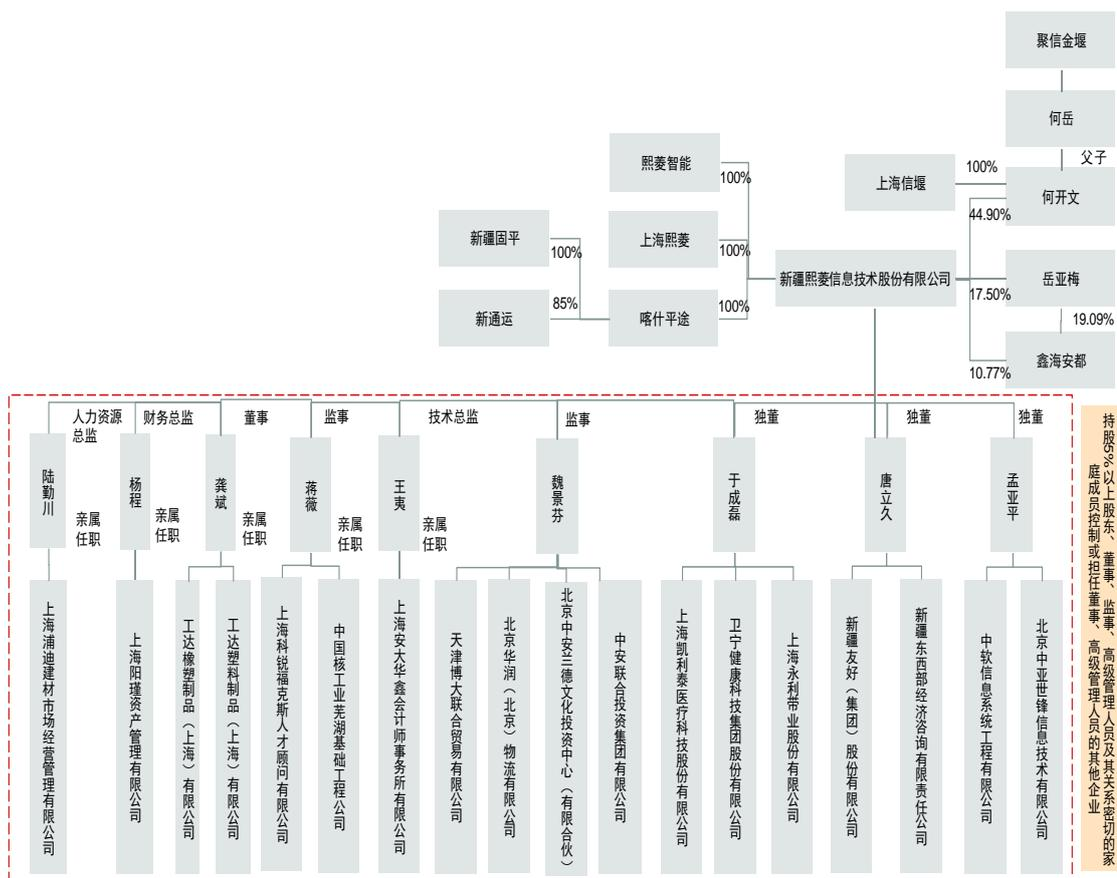 聚信金堰
何岳
父子
熙菱智能
100%
上海信堰
100%
何开文
44.90%
新疆固平
100%
上海熙菱
100%
新疆熙菱信息技术股份有限公司
岳亚梅
17.50%
新通运
85%
喀什平途
100%
19.09%
鑫海安都
10.77%
人力资源
总监
财务总监
董事
监事
技术总监
监事
独董
独董
独董
陆勤川
杨程
龚斌
蒋薇
王夷
魏景芬
于成磊
唐立久
孟亚平
亲属
任职
亲属
任职
亲属
任职
亲属
任职
亲属
任职
上海浦迪建材市场经营管理有限公司
上海阳瑾资产管理有限公司
工达橡塑制品（上海）有限公司
工达塑料制品（上海）有限公司
上海科锐福克斯人才顾问有限公司
中国核工业芜湖基础工程公司
上海安大华鑫会计师事务所有限公司
天津博大联合贸易有限公司
北京华润（北京）物流有限公司
北京中安兰德文化投资中心（有限合伙）
中安联合投资集团有限公司
上海凯利泰医疗科技股份有限公司
卫宁健康科技集团股份有限公司
上海永利带业股份有限公司
新疆友好（集团）股份有限公司
新疆东西部经济咨询有限责任公司
中软信息系统工程有限公司
北京中亚世锋信息技术有限公司
持股5%以上股东、董事、监事、高级管理人员及其关系密切的家
庭成员控制或担任董事、高级管理人员的其他企业